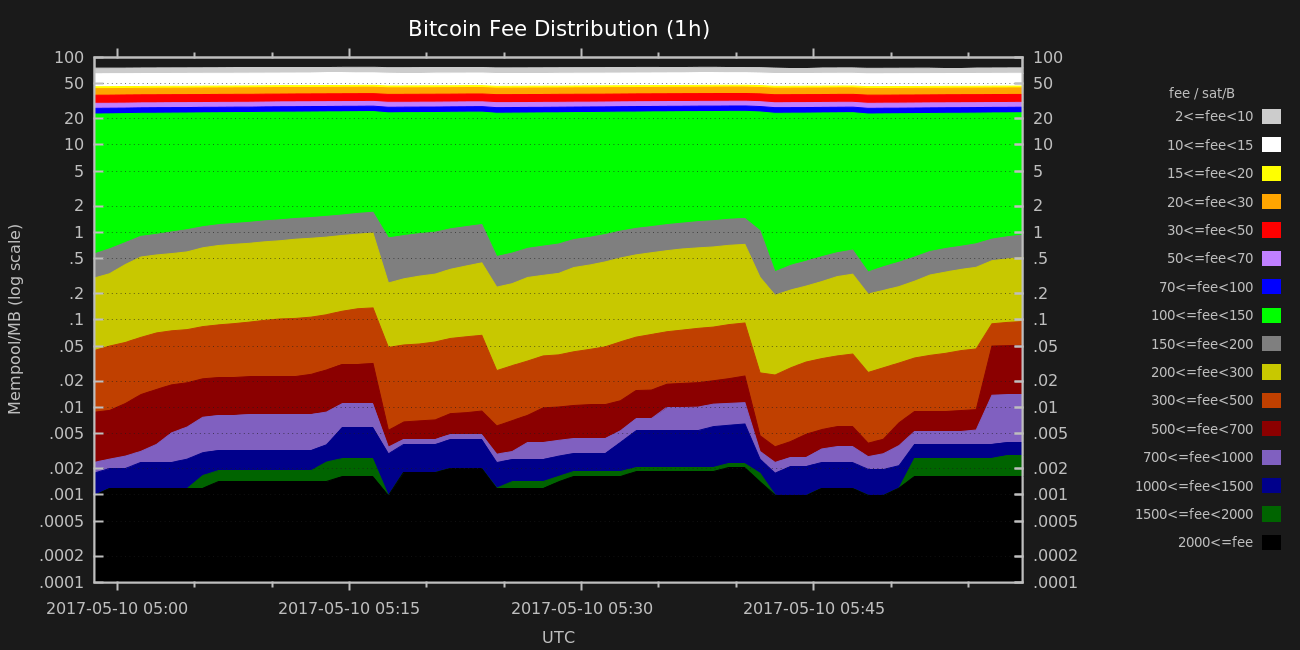 Bitcoin Fee Distribution (1h)
Mempool/MB (log scale)
100 100
50 50
20 20
10 10
5 5
2 2
1 1
.5 .5
.2 .2
.1 .1
.05 .05
.02 .02
.01 .01
.005 .005
.002 .002
.001 .001
.0005 .0005
.0002 .0002
.0001 .0001
2017-05-10 05:00 2017-05-10 05:15 2017-05-10 05:30 2017-05-10 05:45
UTC
fee / sat/B
2<=fee<10
10<=fee<15
15<=fee<20
20<=fee<30
30<=fee<50
50<=fee<70
70<=fee<100
100<=fee<150
150<=fee<200
200<=fee<300
300<=fee<500
500<=fee<700
700<=fee<1000
1000<=fee<1500
1500<=fee<2000
2000<=fee